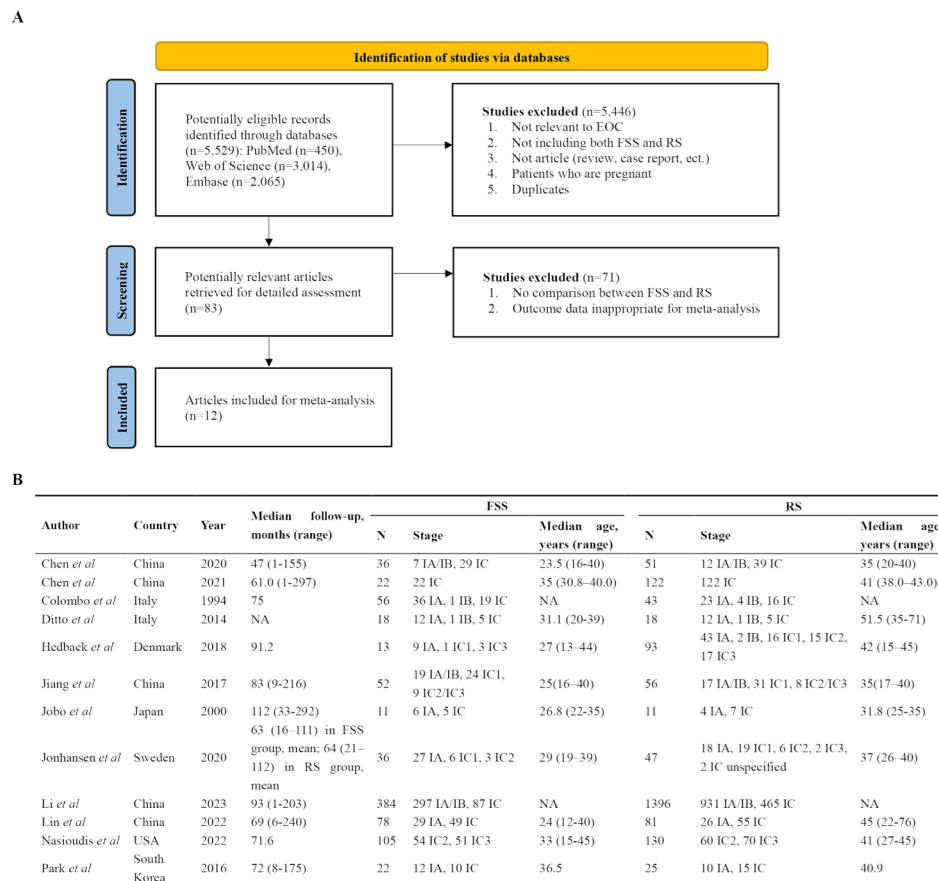 A
Identification of studies via databases
Identification
Potentially eligible records
identified through databases
(n=5,529): PubMed (n=450),
Web of Science (n=3,014),
Embase (n=2,065)
Studies excluded (n=5,446)
1. Not relevant to EOC
2. Not including both FSS and RS
3. Not article (review, case report, ect.)
4. Patients who are pregnant
5. Duplicates
Screening
Potentially relevant articles
retrieved for detailed assessment
(n=83)
Studies excluded (n=71)
1. No comparison between FSS and RS
2. Outcome data inappropriate for meta-analysis
Included
Articles included for meta-analysis
(n=12)
B
FSS RS
Author Country Year Median follow-up, months (range) N Stage Median age, years (range) N Stage Median age, years (range)
Chen et al China 2020 47 (1-155) 36 7 IA/IB, 29 IC 23.5 (16-40) 51 12 IA/IB, 39 IC 35 (20-40)
Chen et al China 2021 61.0 (1-297) 22 22 IC 35 (30.8–40.0) 122 122 IC 41 (38.0–43.0)
Colombo et al Italy 1994 75 56 36 IA, 1 IB, 19 IC NA 43 23 IA, 4 IB, 16 IC NA
Ditto et al Italy 2014 NA 18 12 IA, 1 IB, 5 IC 31.1 (20-39) 18 12 IA, 1 IB, 5 IC 51.5 (35-71)
Hedback et al Denmark 2018 91.2 13 9 IA, 1 IC1, 3 IC3 27 (13–44) 93 43 IA, 2 IB, 16 IC1, 15 IC2, 17 IC3 42 (15–45)
Jiang et al China 2017 83 (9-216) 52 19 IA/IB, 24 IC1, 9 IC2/IC3 25(16–40) 56 17 IA/IB, 31 IC1, 8 IC2/IC3 35(17–40)
Jobo et al Japan 2000 112 (33-292) 11 6 IA, 5 IC 26.8 (22-35) 11 4 IA, 7 IC 31.8 (25-35)
Jonhansen et al Sweden 2020 63 (16–111) in FSS group, mean; 64 (21–112) in RS group, mean 36 27 IA, 6 IC1, 3 IC2 29 (19–39) 47 18 IA, 19 IC1, 6 IC2, 2 IC3, 2 IC unspecified 37 (26–40)
Li et al China 2023 93 (1-203) 384 297 IA/IB, 87 IC NA 1396 931 IA/IB, 465 IC NA
Lin et al China 2022 69 (6-240) 78 29 IA, 49 IC 24 (12-40) 81 26 IA, 55 IC 45 (22-76)
Nasioudis et al USA 2022 71.6 105 54 IC2, 51 IC3 33 (15-45) 130 60 IC2, 70 IC3 41 (27-45)
Park et al South Korea 2016 72 (8-175) 22 12 IA, 10 IC 36.5 25 10 IA, 15 IC 40.9